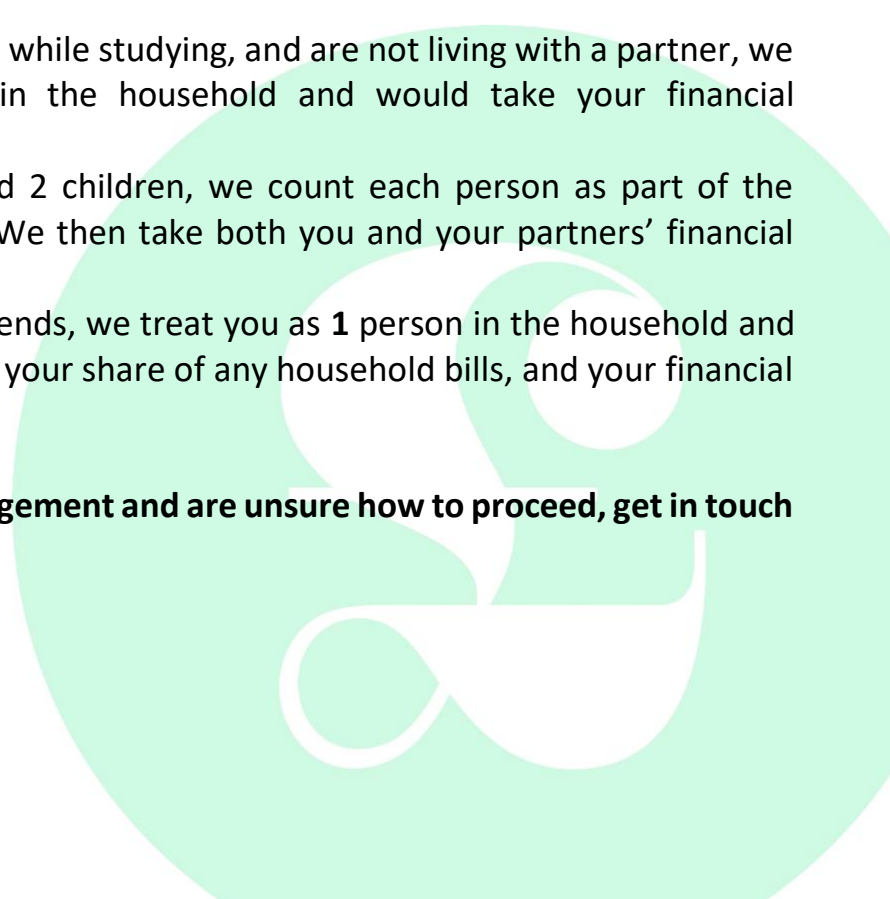 while studying, and are not living with a partner, we
in the household and would take your financial
d 2 children, we count each person as part of the
We then take both you and your partners’ financial
ends, we treat you as 1 person in the household and
your share of any household bills, and your financial
gement and are unsure how to proceed, get in touch
£